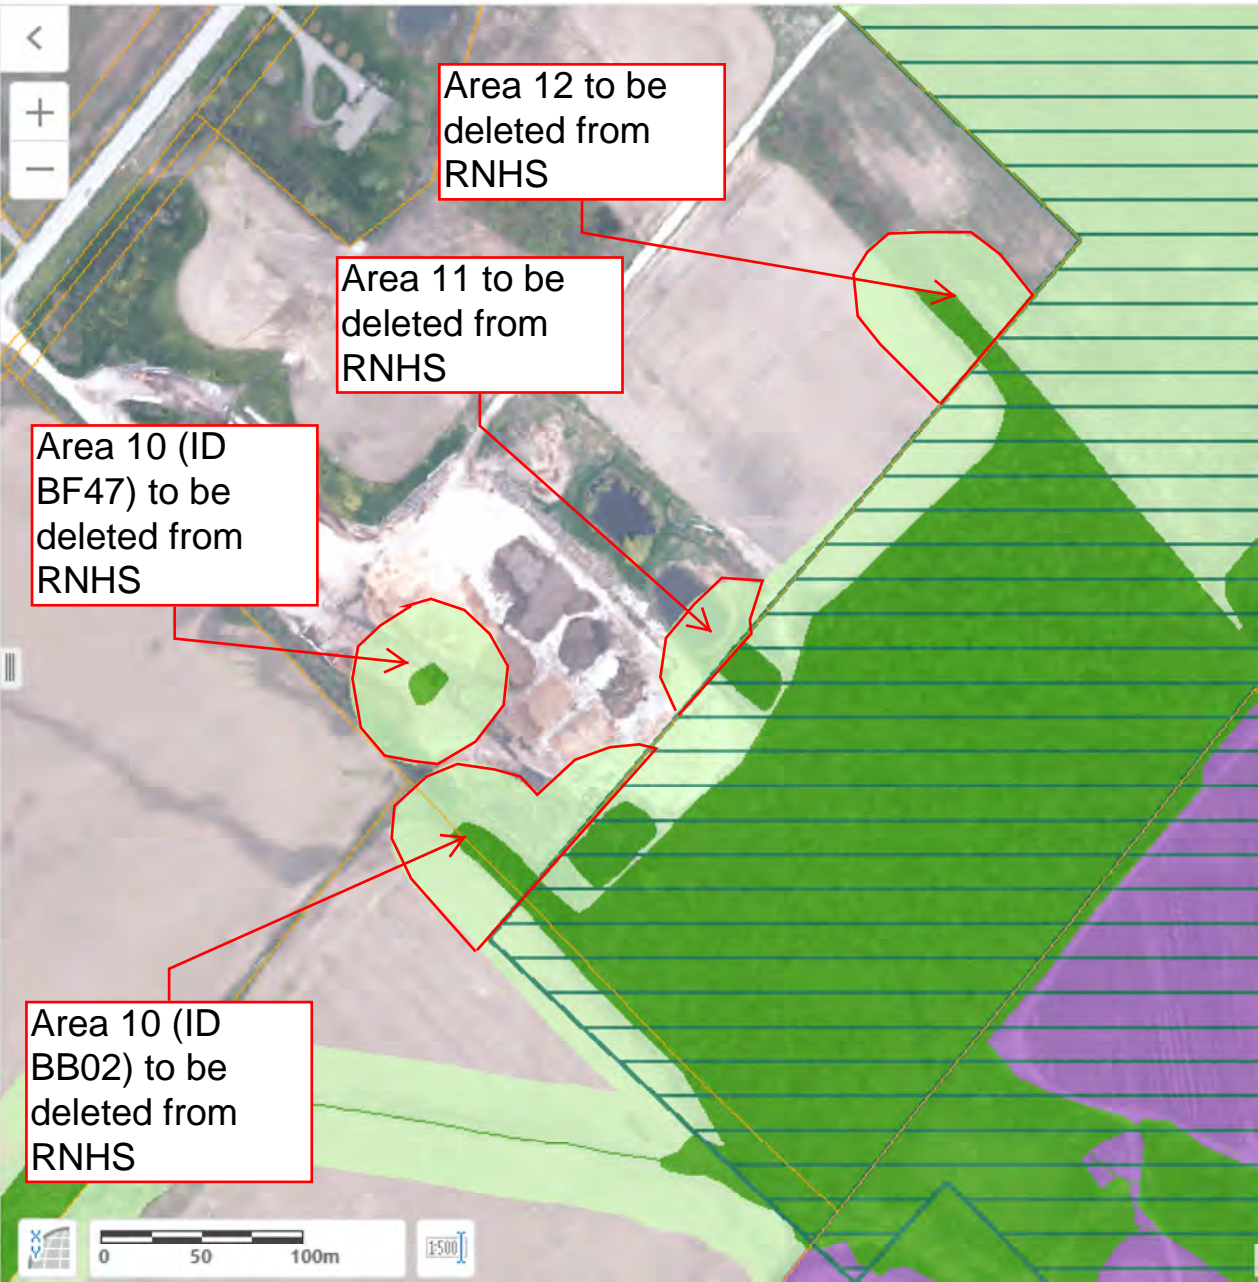 Area 12 to be
deleted from
RNHS
Area 11 to be
deleted from
RNHS
Area 10 (ID
BF47) to be
deleted from
RNHS
Area 10 (ID
BB02) to be
deleted from
RNHS
X
Y
0 50 100m
1:500